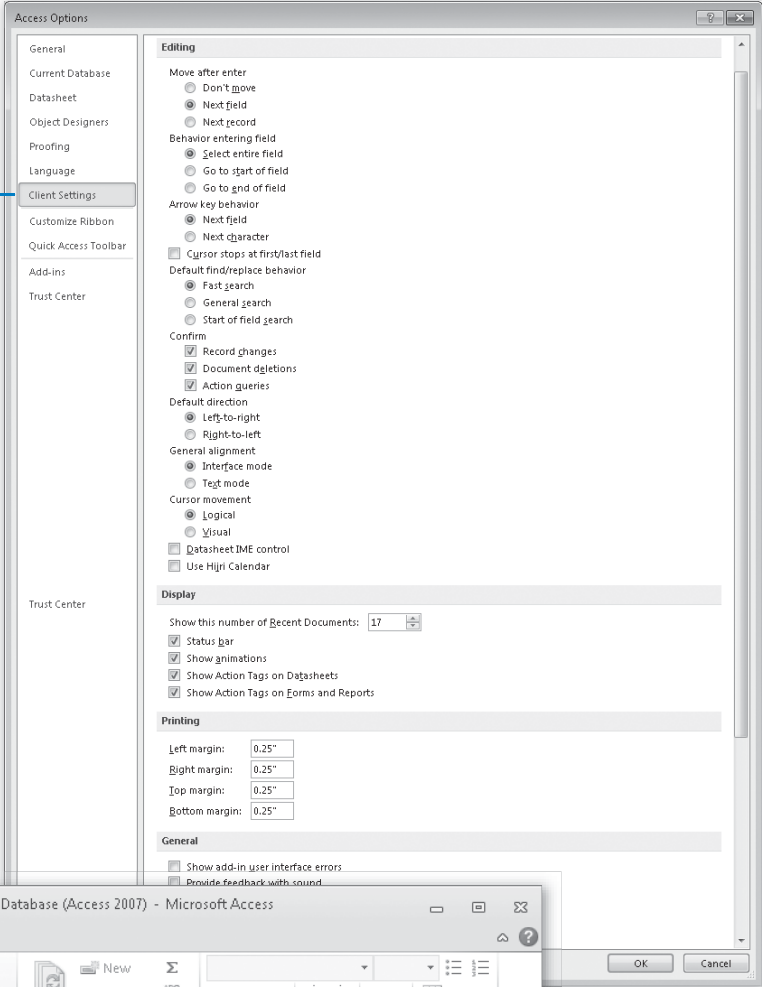 Access Options
General
Current Database
Datasheet
Object Designers
Proofing
Language
Client Settings
Customize Ribbon
Quick Access Toolbar
Add-ins
Trust Center
Trust Center
Editing
Move after enter
Don't move
Next field
Next record
Behavior entering field
Select entire field
Go to start of field
Go to end of field
Arrow key behavior
Next field
Next character
Cursor stops at first/last field
Default find/replace behavior
Fast search
General search
Start of field search
Confirm
Record changes
Document deletions
Action queries
Default direction
Left-to-right
Right-to-left
General alignment
Interface mode
Text mode
Cursor movement
Logical
Visual
Datasheet IME control
Use Hijri Calendar
Display
Show this number of Recent Documents: 17
Status bar
Show animations
Show Action Tags on Datasheets
Show Action Tags on Forms and Reports
Printing
Left margin: 0.25"
Right margin: 0.25"
Top margin: 0.25"
Bottom margin: 0.25"
General
Show add-in user interface errors
Provide feedback with sound
Database (Access 2007) - Microsoft Access
New
Σ
OK Cancel